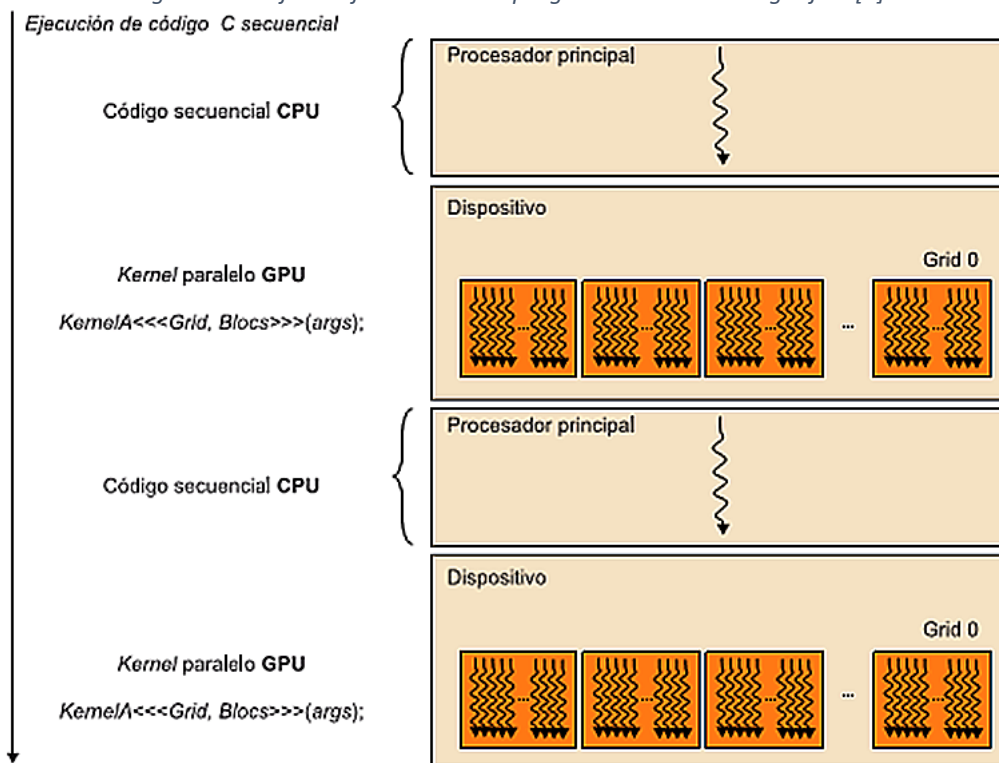 Ejecución de código C secuencial
Procesador principal
Código secuencial CPU
Dispositivo
Grid 0
Kernel paralelo GPU
KernelA<<<Grid, Blocs>>>(args);
... ... ... ... ...
Procesador principal
Código secuencial CPU
Dispositivo
Grid 0
Kernel paralelo GPU
KernelA<<<Grid, Blocs>>>(args);
... ... ... ... ...